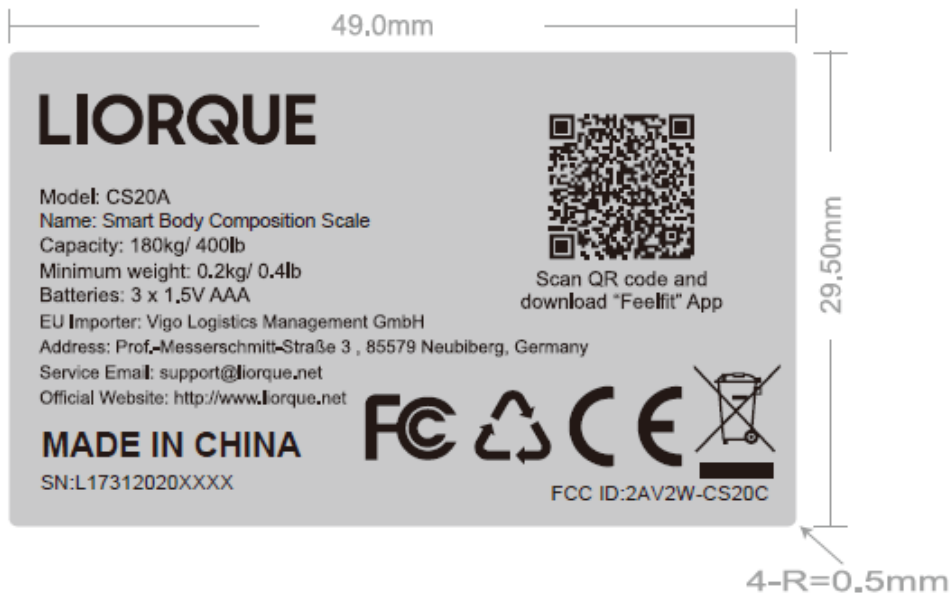 49.0mm
LIORQUE
Model: CS20A
Name: Smart Body Composition Scale
Capacity: 180kg/ 400lb
Minimum weight: 0.2kg/ 0.4lb
Batteries: 3 x 1.5V AAA
EU Importer: Vigo Logistics Management GmbH
Address: Prof.-Messerschmitt-Straße 3 , 85579 Neubiberg, Germany
Service Email: support@liorque.net
Official Website: http://www.liorque.net
MADE IN CHINA
SN:L17312020XXXX
Scan QR code and
download “Feelfit” App
FC CE
FCC ID:2AV2W-CS20C
29.50mm
4-R=0.5mm